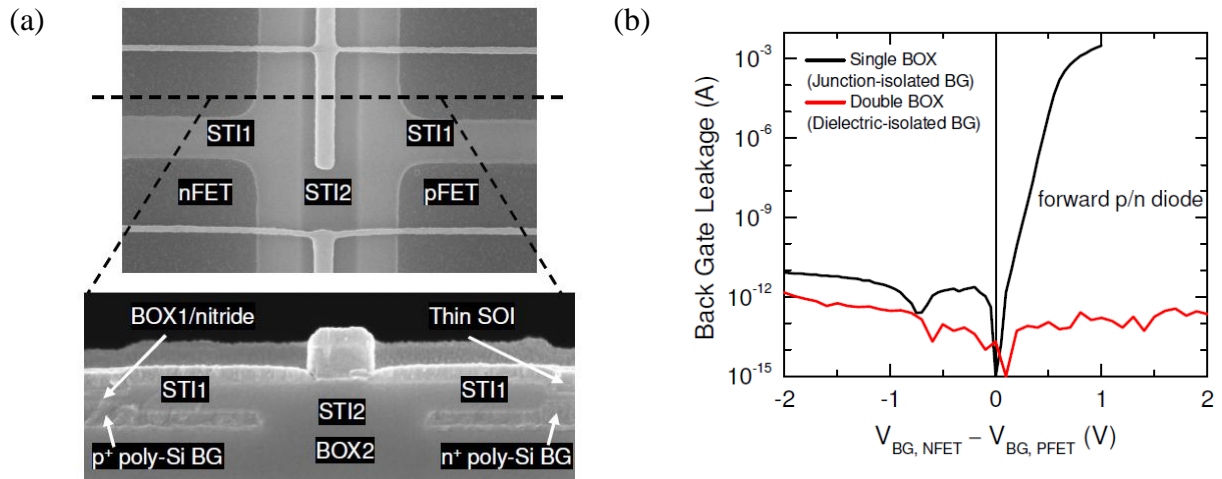 (a)
STI1
STI1
nFET
STI2
pFET
BOX1/nitride
Thin SOI
STI1
STI1
STI2
p⁺ poly-Si BG
BOX2
n⁺ poly-Si BG
(b)
Back Gate Leakage (A)
10⁻³
10⁻⁶
10⁻⁹
10⁻¹²
10⁻¹⁵
Single BOX
(Junction-isolated BG)
Double BOX
(Dielectric-isolated BG)
forward p/n diode
-2 -1 0 1 2
V_BG, NFET – V_BG, PFET (V)